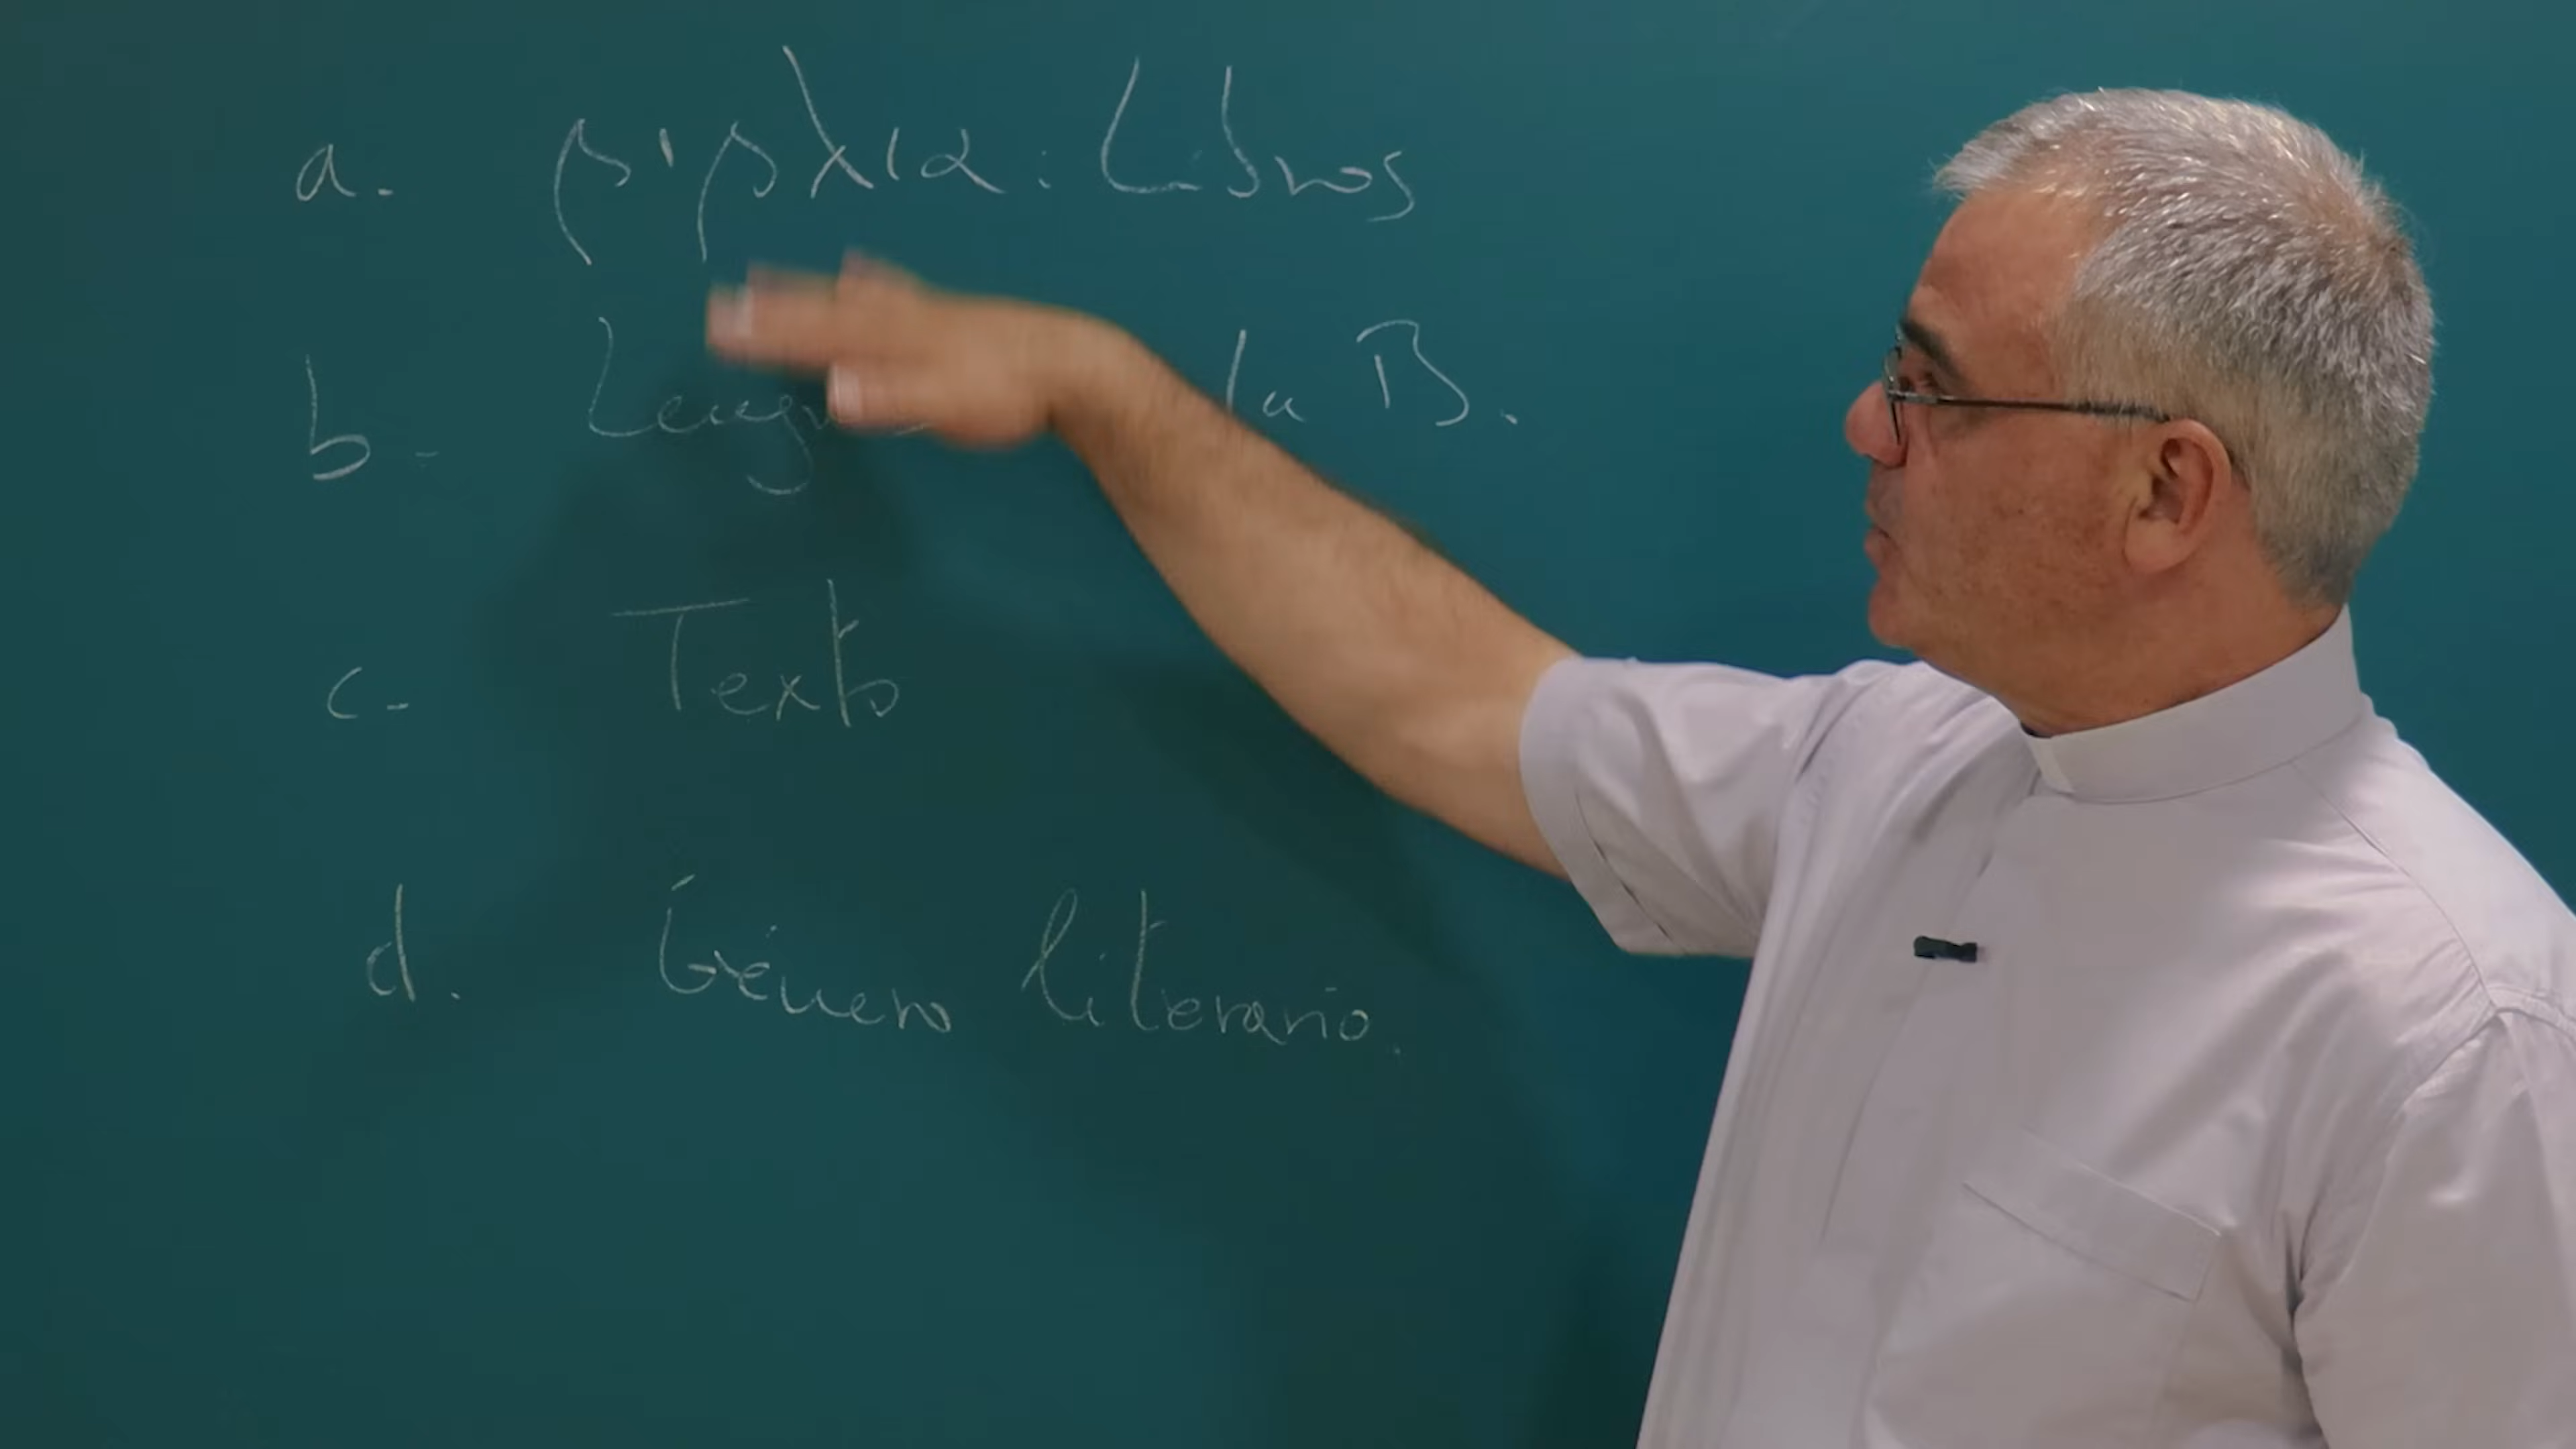 a. βιβλια: Libros
b- la B.
c- Texto
d. Género literario.